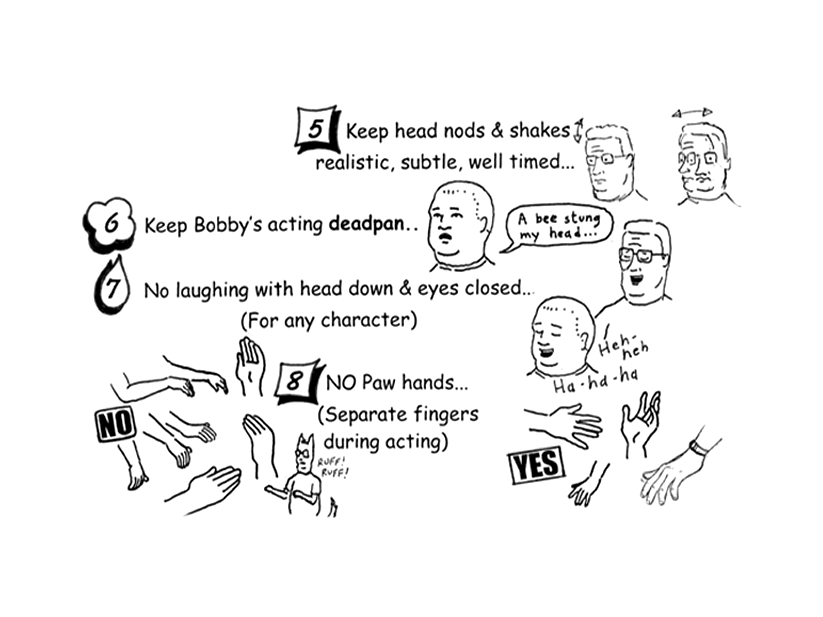 5 Keep head nods & shakes
realistic, subtle, well timed...
6 Keep Bobby's acting deadpan..
A bee stung
my head...
7 No laughing with head down & eyes closed...
(For any character)
Heh-
heh
Ha-ha-ha
8 NO Paw hands...
(Separate fingers
during acting)
NO
RUFF!
RUFF!
YES